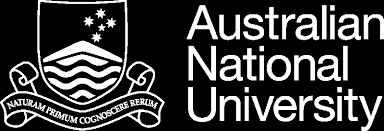 Australian
National
University
NATURAM PRIMUM COGNOSCERE RERUM